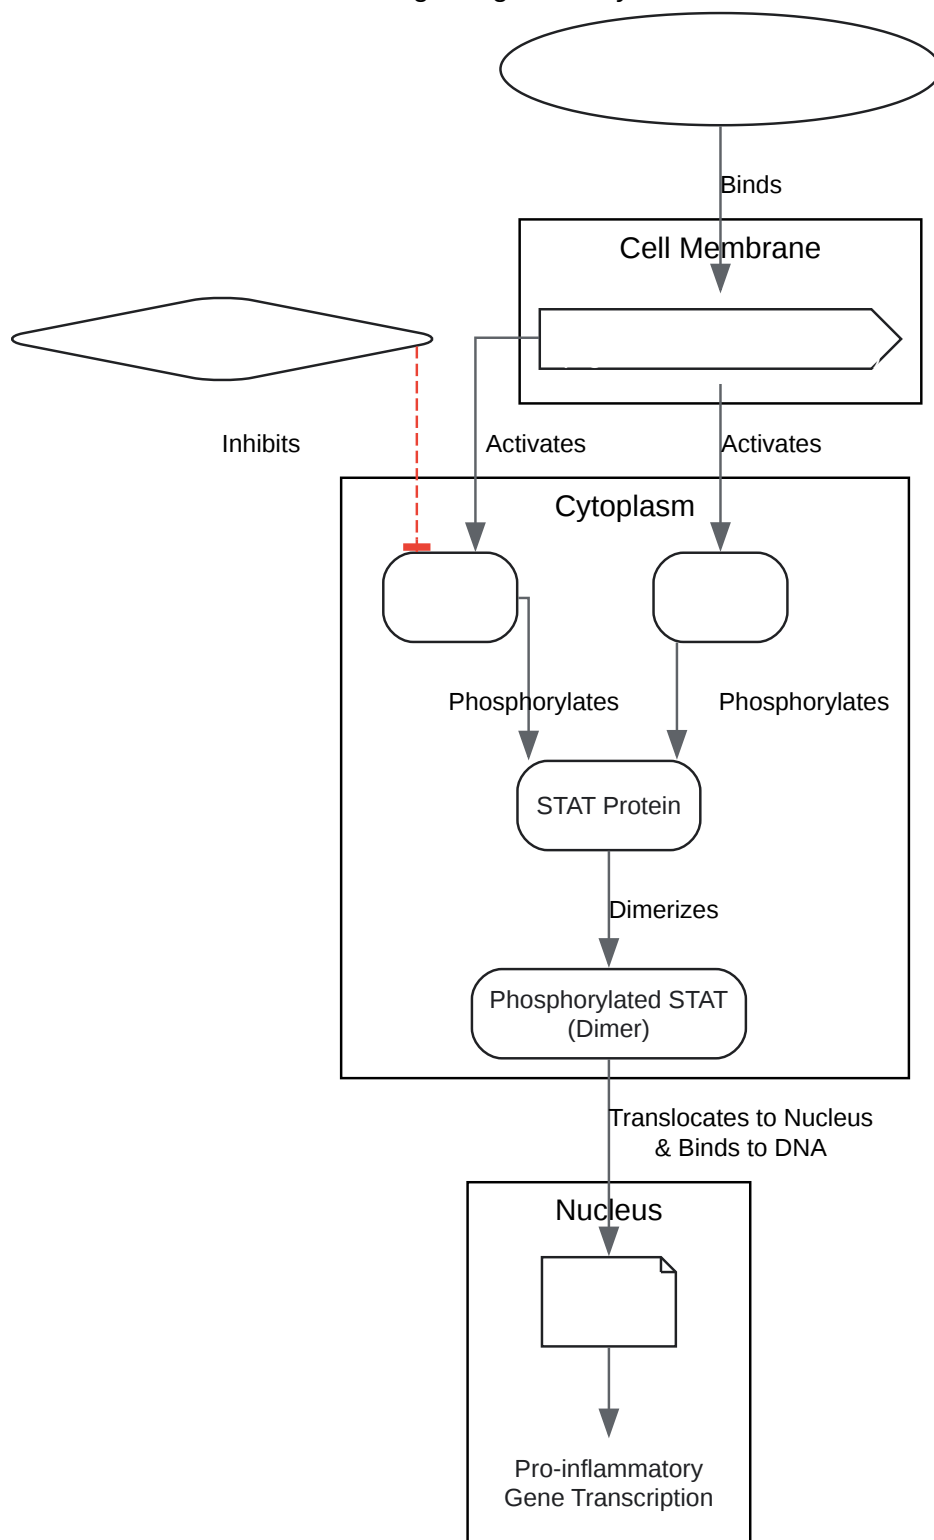 Binds
Cell Membrane
Inhibits
Activates
Activates
Cytoplasm
Phosphorylates
Phosphorylates
STAT Protein
Dimerizes
Phosphorylated STAT
(Dimer)
Translocates to Nucleus
& Binds to DNA
Nucleus
Pro-inflammatory
Gene Transcription